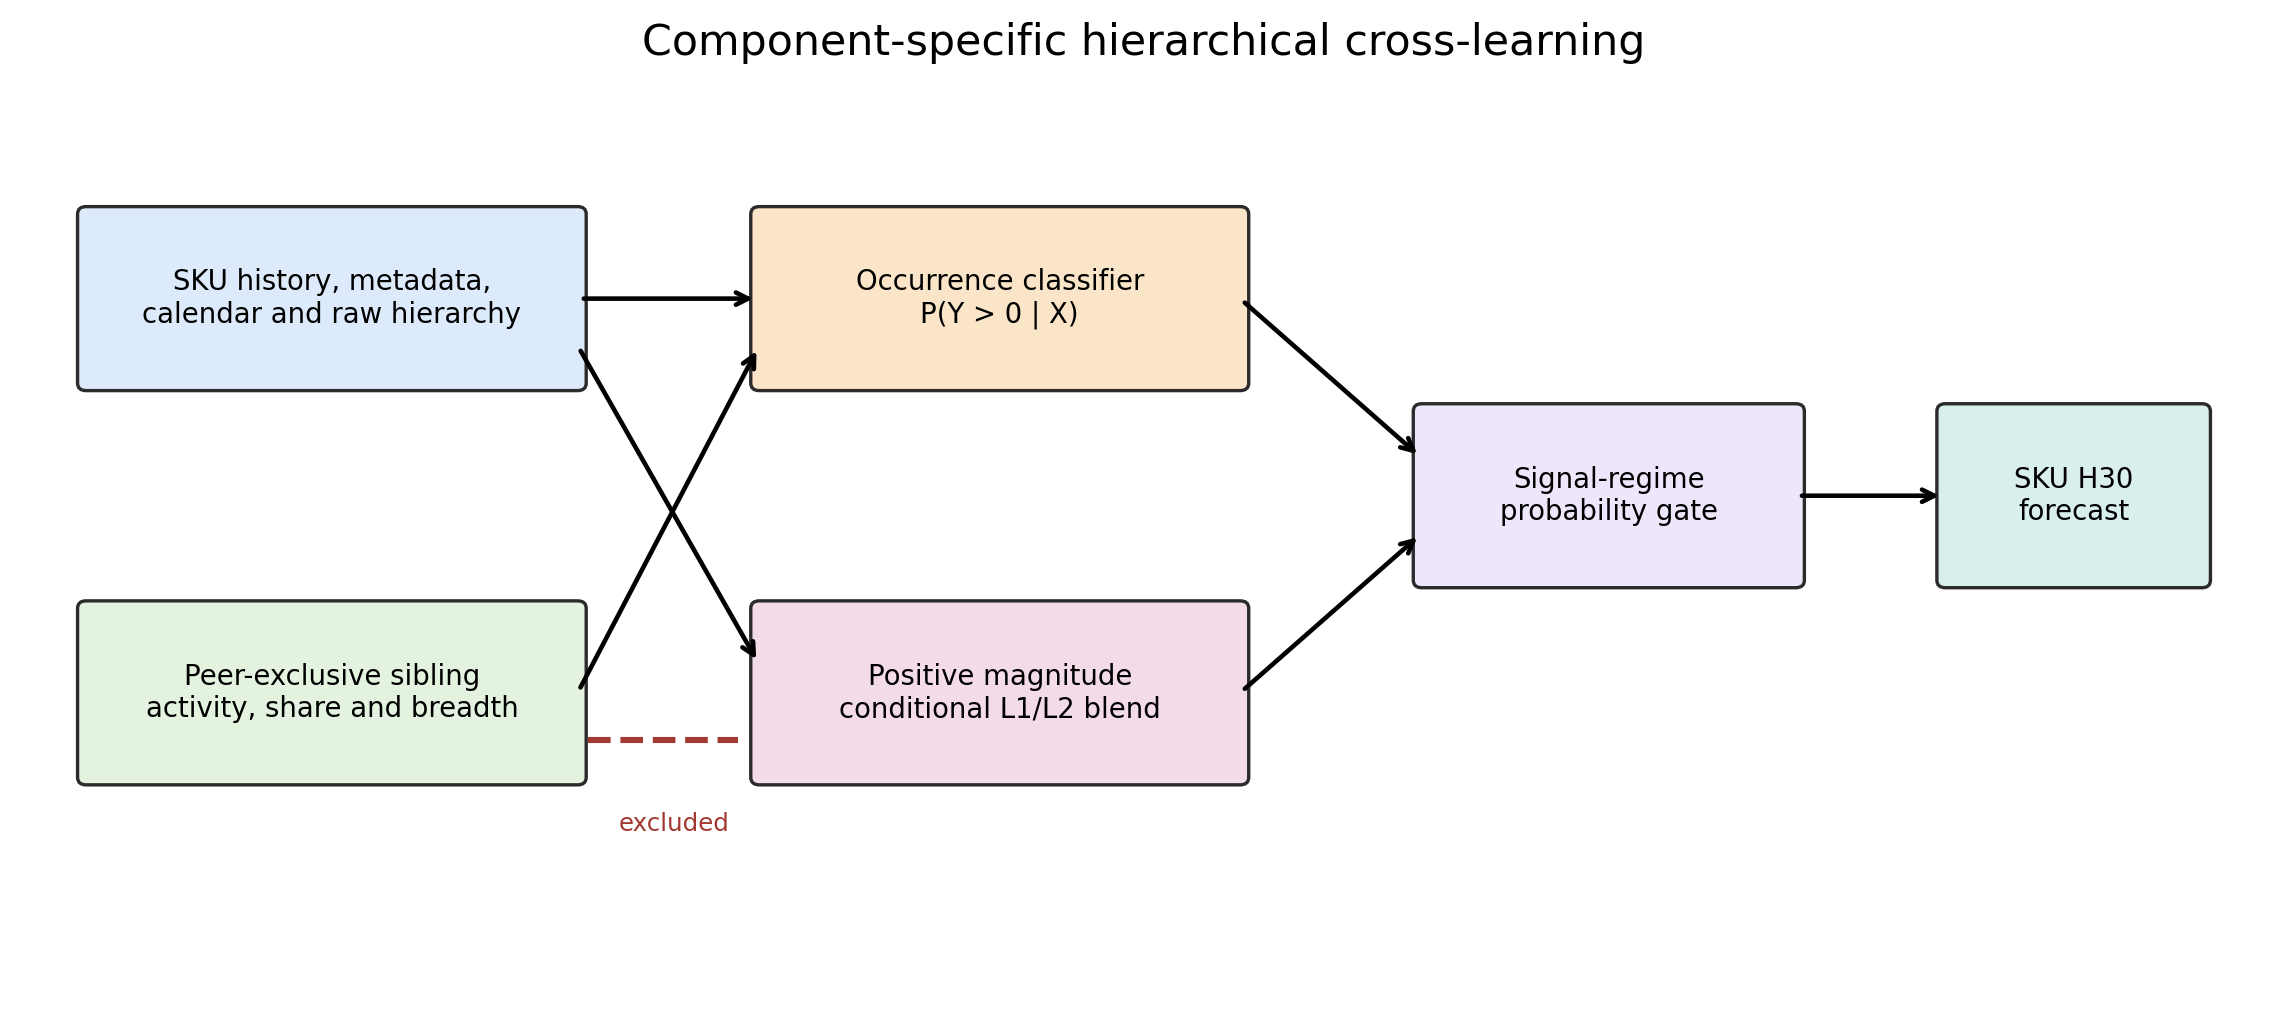 Component-specific hierarchical cross-learning
SKU history, metadata,
calendar and raw hierarchy
Occurrence classifier
P(Y > 0 | X)
Signal-regime
probability gate
SKU H30
forecast
Peer-exclusive sibling
activity, share and breadth
Positive magnitude
conditional L1/L2 blend
excluded